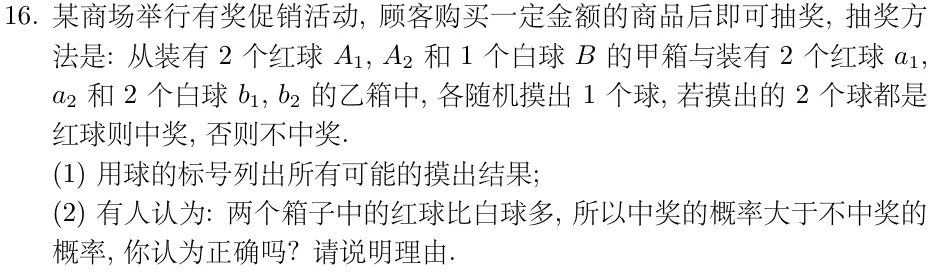 16. 某商场举行有奖促销活动, 顾客购买一定金额的商品后即可抽奖, 抽奖方
法是: 从装有 2 个红球 A₁, A₂ 和 1 个白球 B 的甲箱与装有 2 个红球 a₁,
a₂ 和 2 个白球 b₁, b₂ 的乙箱中, 各随机摸出 1 个球, 若摸出的 2 个球都是
红球则中奖, 否则不中奖.
(1) 用球的标号列出所有可能的摸出结果;
(2) 有人认为: 两个箱子中的红球比白球多, 所以中奖的概率大于不中奖的
概率, 你认为正确吗? 请说明理由.